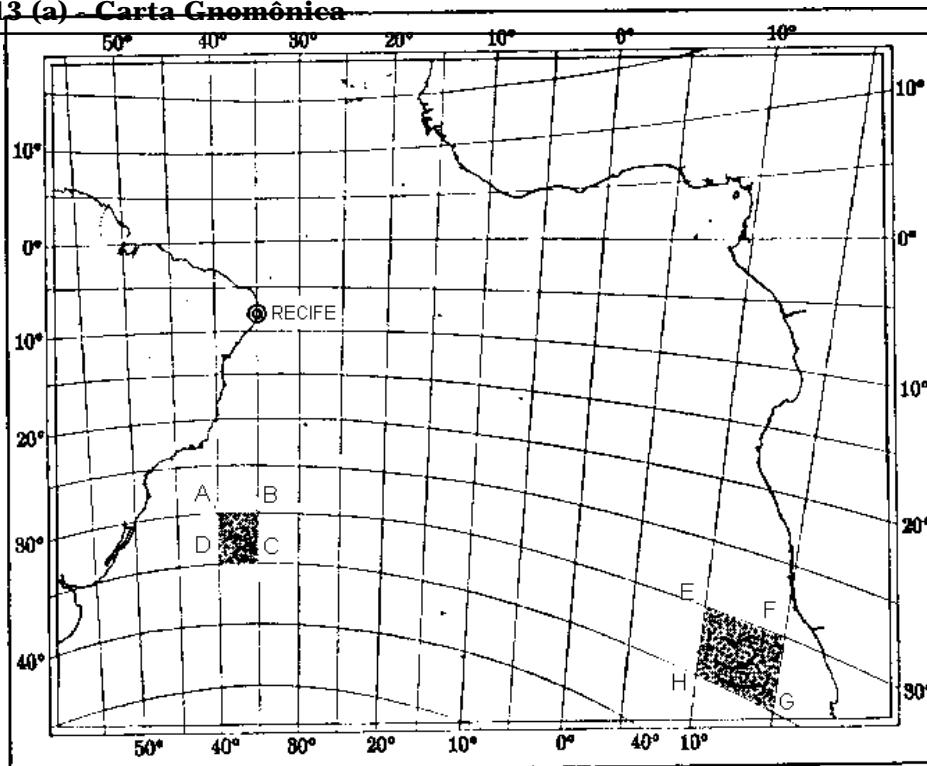 13 (a) - Carta Gnomônica
50° 40° 30° 20° 10° 0° 10°
10°
10°
0° 0°
RECIFE
10°
10°
20°
A B
20°
30° D C
E F
40°
H G
30°
50° 40° 30° 20° 10° 0° 40° 10°